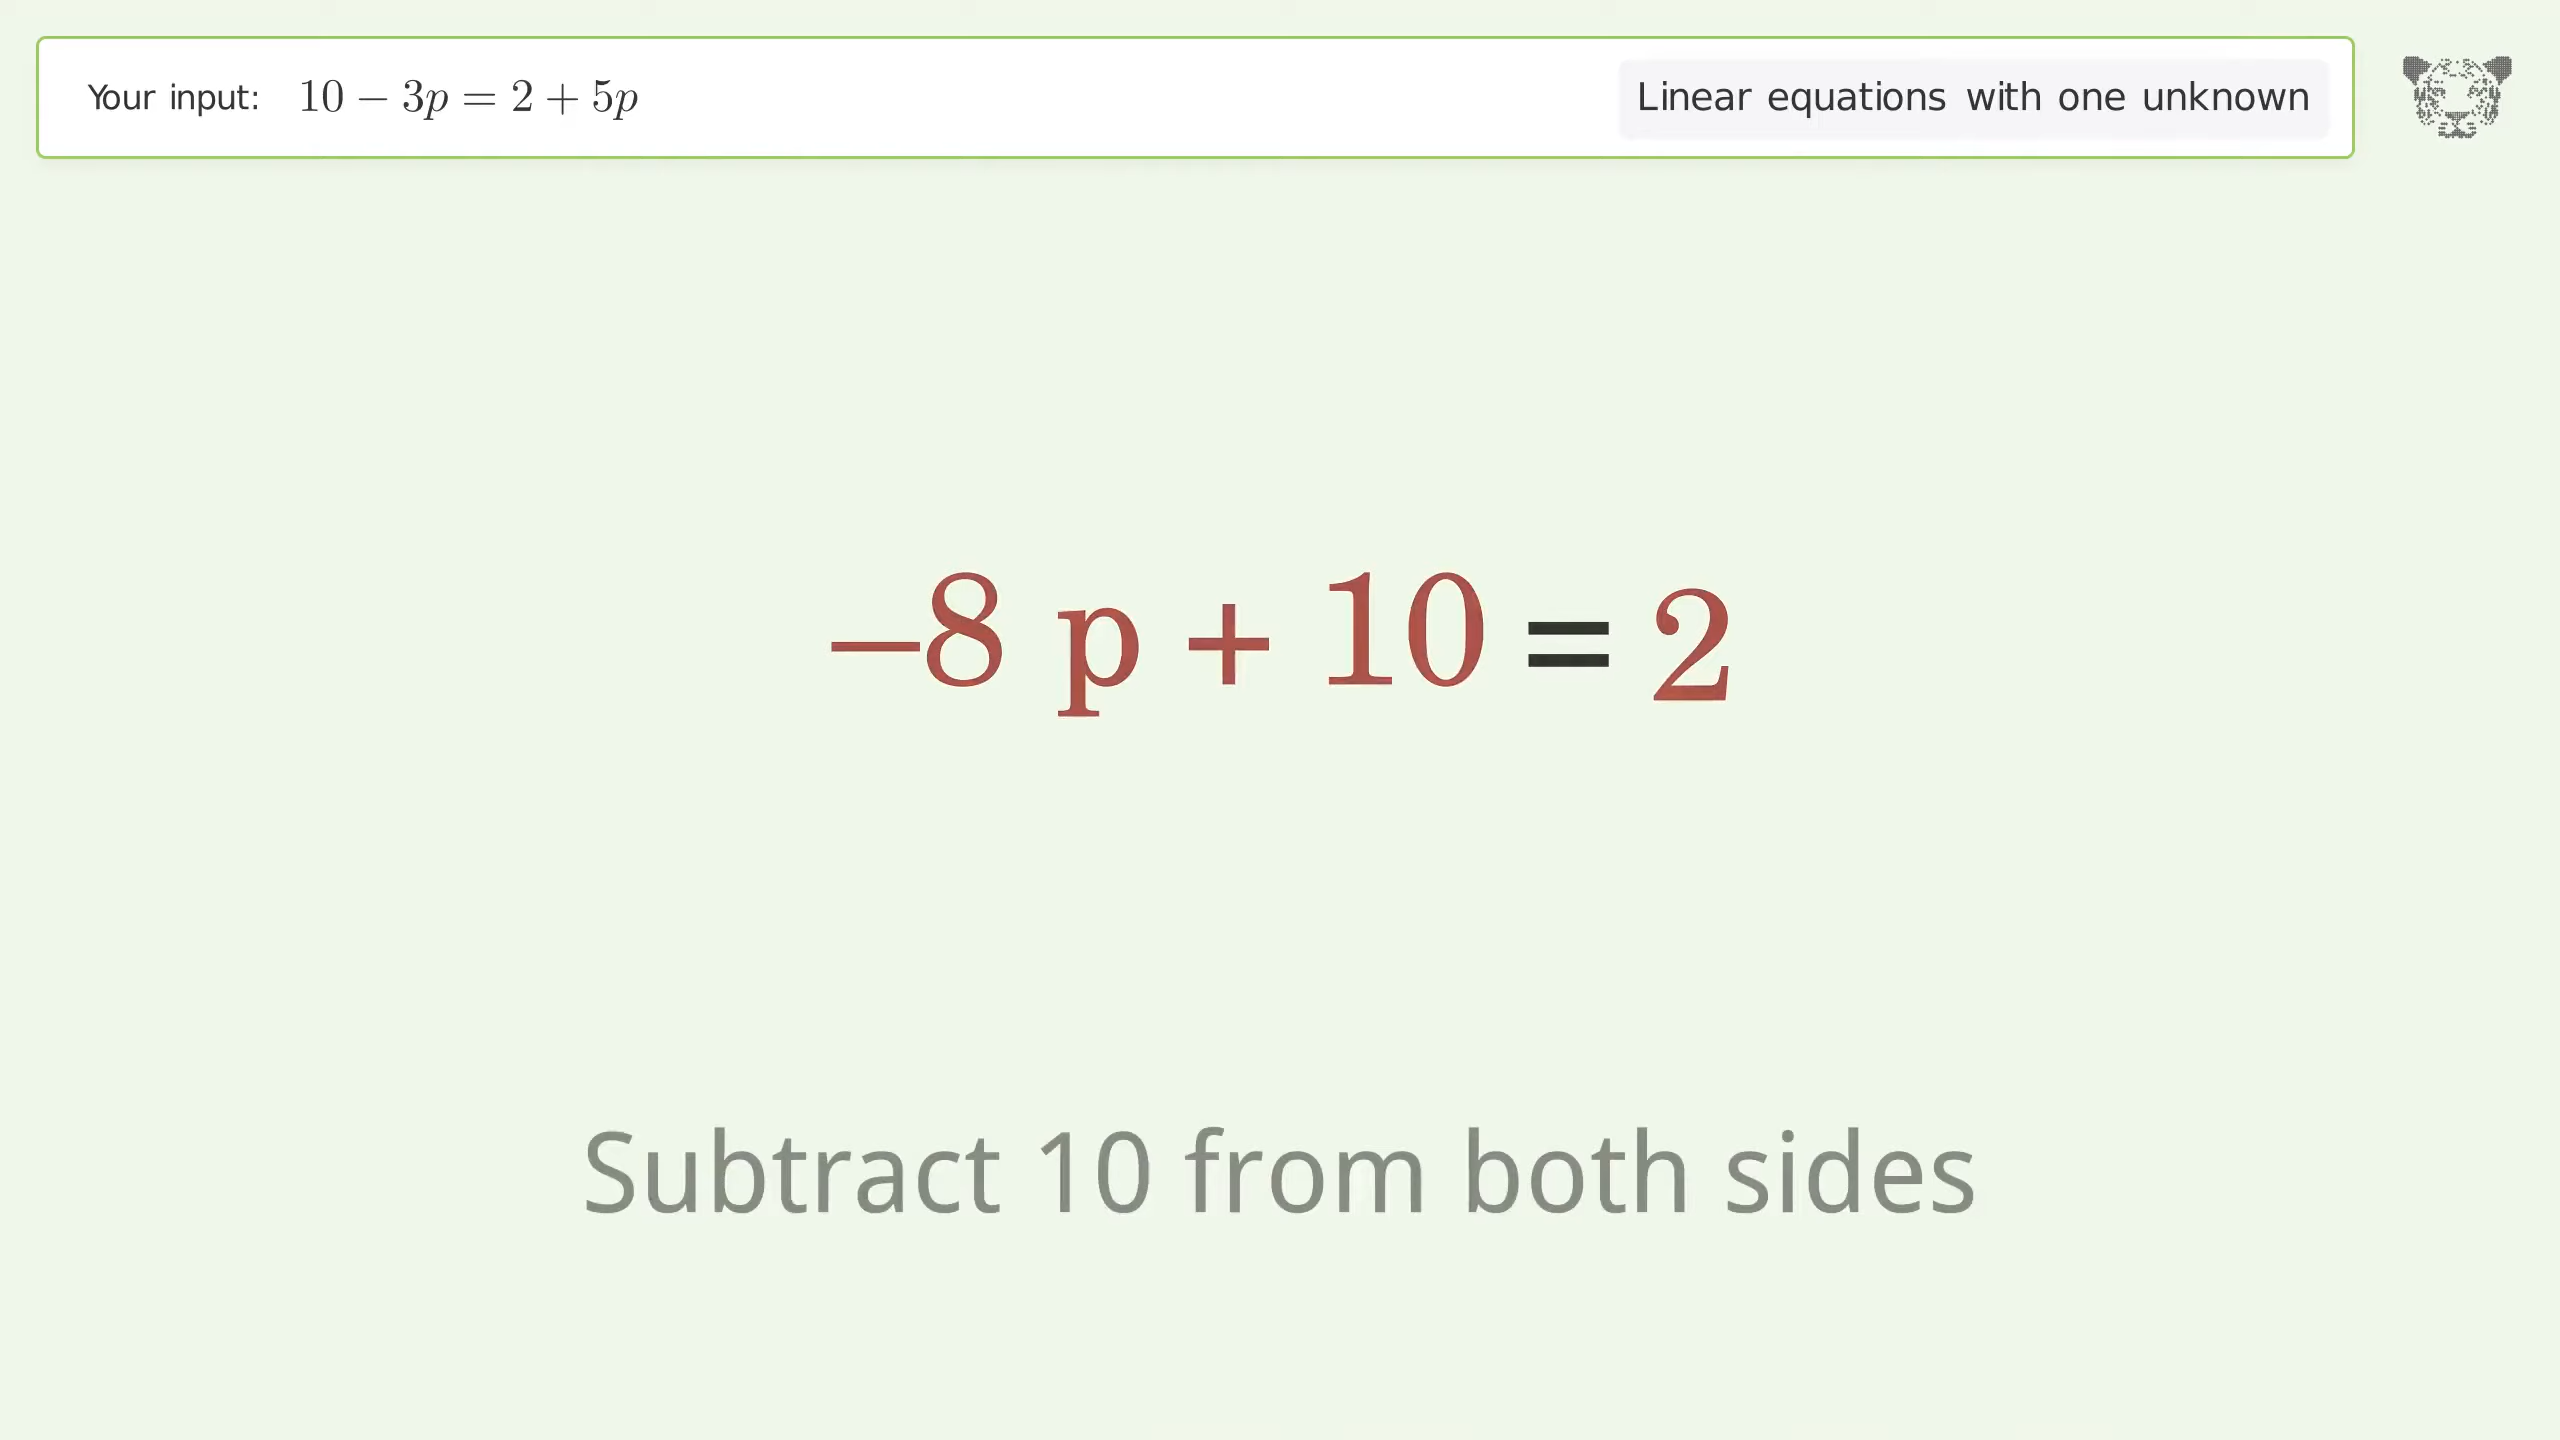 Your input: 10 − 3p = 2 + 5p Linear equations with one unknown
−8 p + 10 = 2
Subtract 10 from both sides